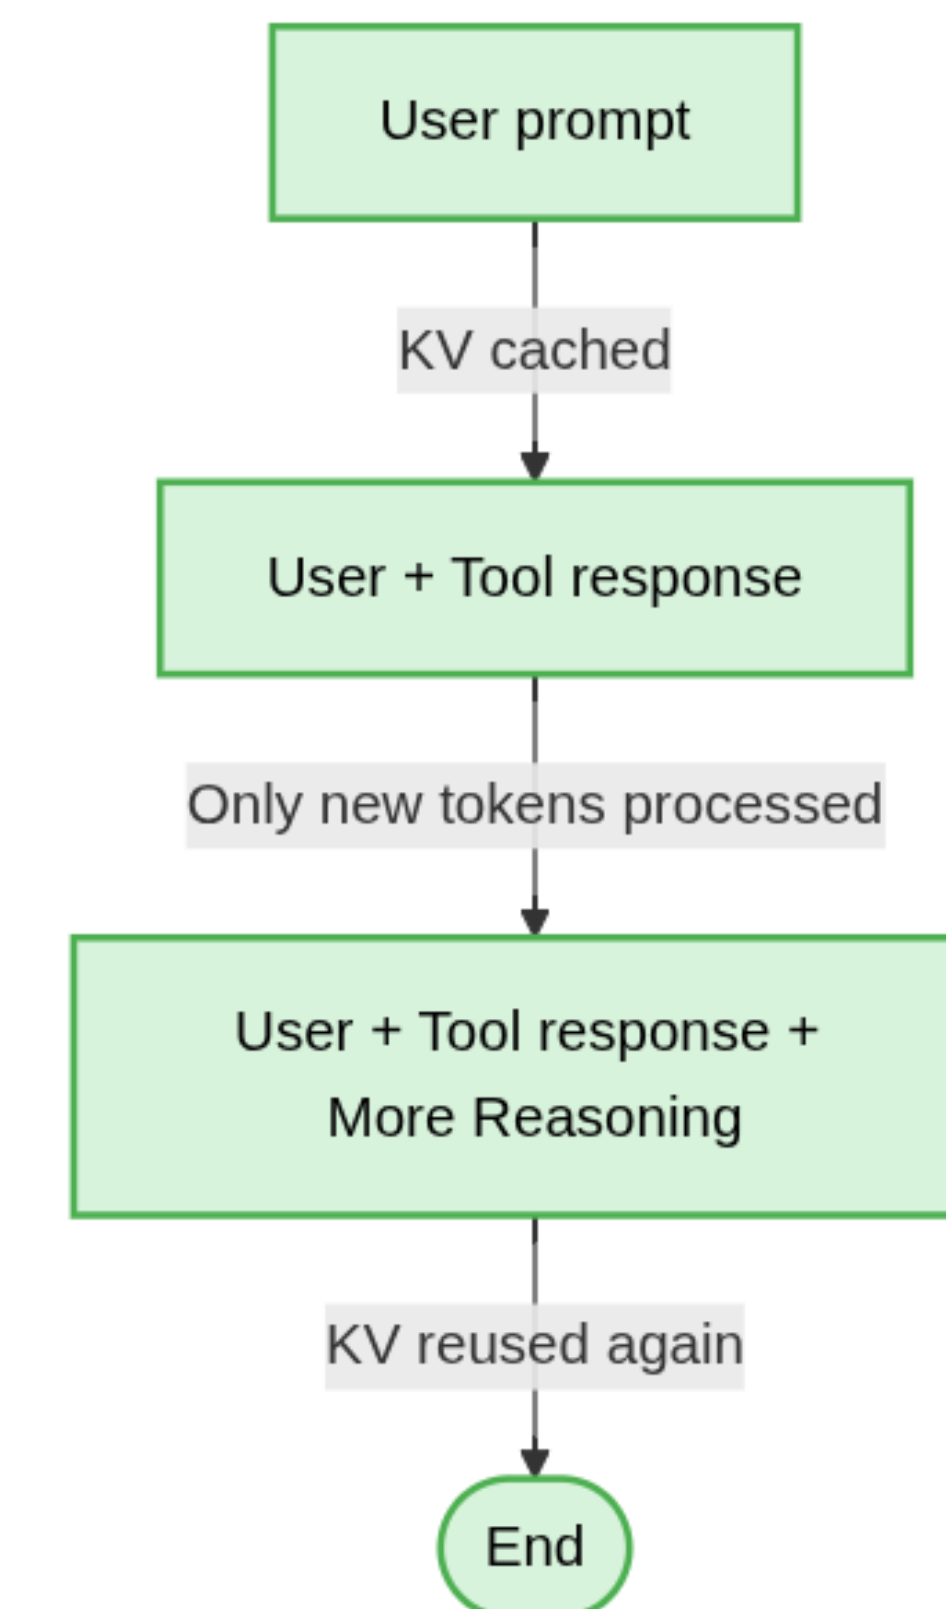 User prompt
KV cached
User + Tool response
Only new tokens processed
User + Tool response +
More Reasoning
KV reused again
End